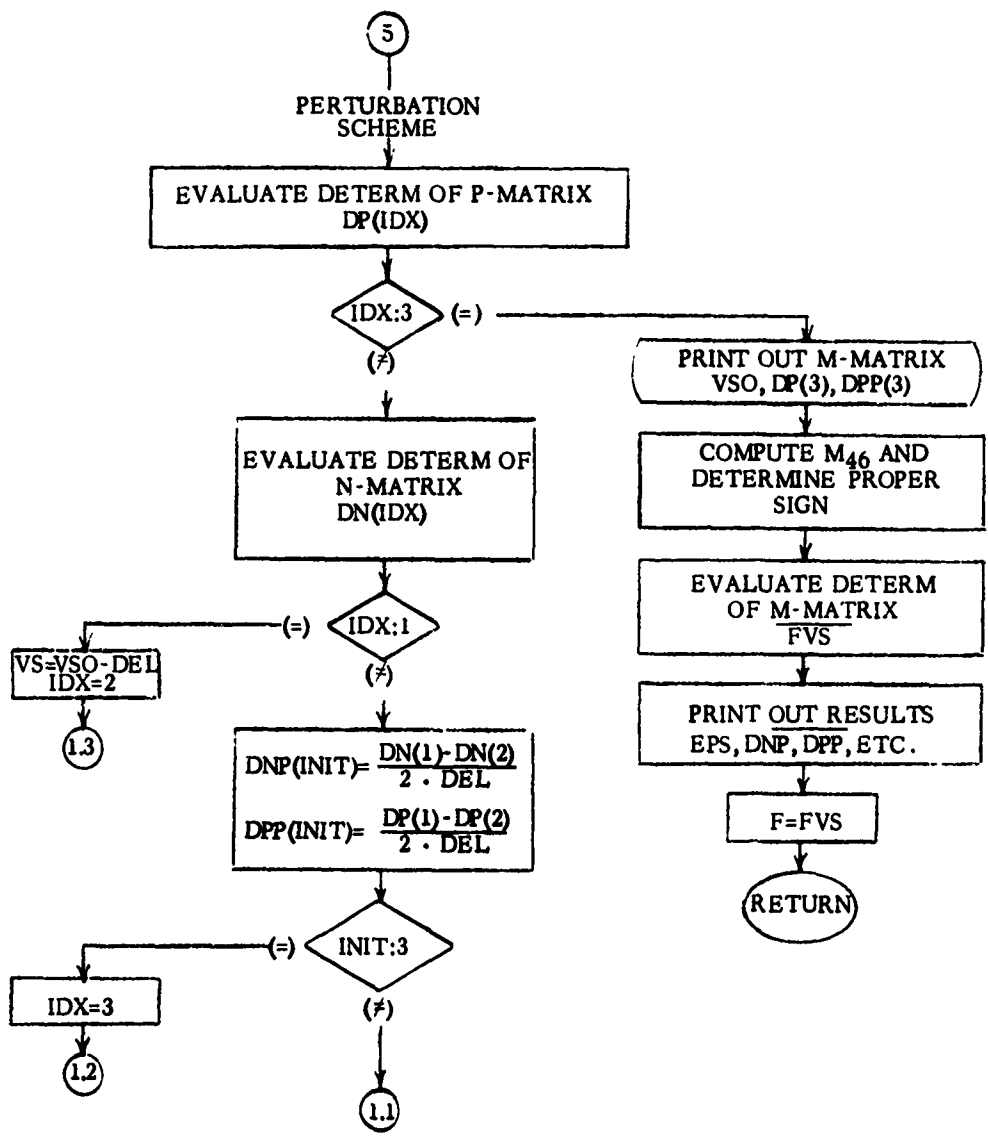 5
PERTURBATION
SCHEME
EVALUATE DETERM OF P-MATRIX
DP(IDX)
IDX:3
(=)
(≠)
PRINT OUT M-MATRIX
VSO, DP(3), DPP(3)
COMPUTE M46 AND
DETERMINE PROPER
SIGN
EVALUATE DETERM
OF M-MATRIX
FVS
PRINT OUT RESULTS
EPS, DNP, DPP, ETC.
F=FVS
RETURN
EVALUATE DETERM OF
N-MATRIX
DN(IDX)
(=)
IDX:1
(≠)
VS=VSO-DEL
IDX=2
1.3
DNP(INIT)= DN(1)-DN(2)
2 . DEL
DPP(INIT)= DP(1)-DP(2)
2 . DEL
(=)
INIT:3
(≠)
IDX=3
1.2
1.1